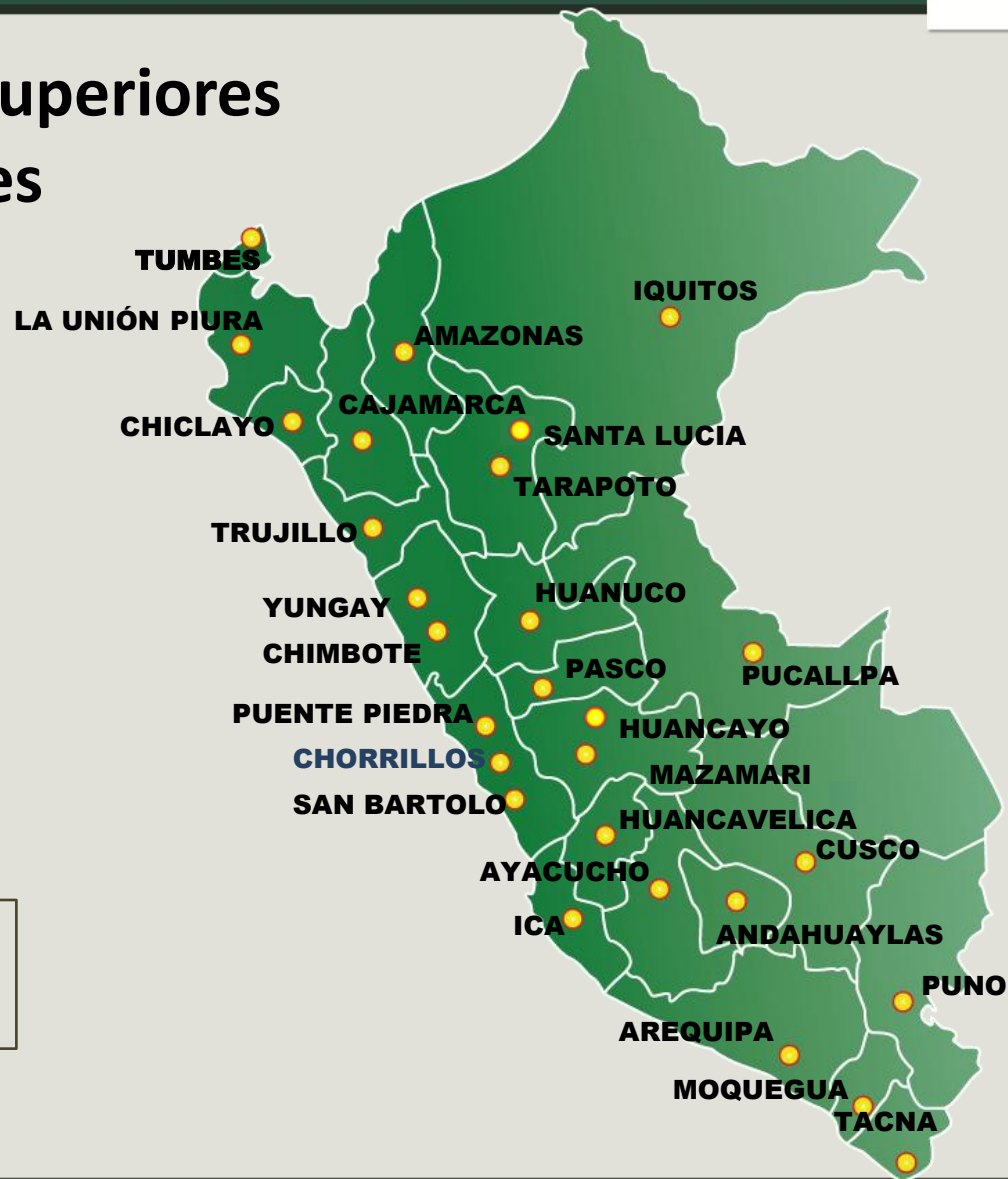 uperiores
es
TUMBES
IQUITOS
LA UNIÓN PIURA
AMAZONAS
CAJAMARCA
CHICLAYO
SANTA LUCIA
TARAPOTO
TRUJILLO
HUANUCO
YUNGAY
CHIMBOTE
PASCO
PUCALLPA
PUENTE PIEDRA
HUANCAYO
CHORRILLOS
MAZAMARI
SAN BARTOLO
HUANCAVELICA
CUSCO
AYACUCHO
ICA
ANDAHUAYLAS
PUNO
AREQUIPA
MOQUEGUA
TACNA